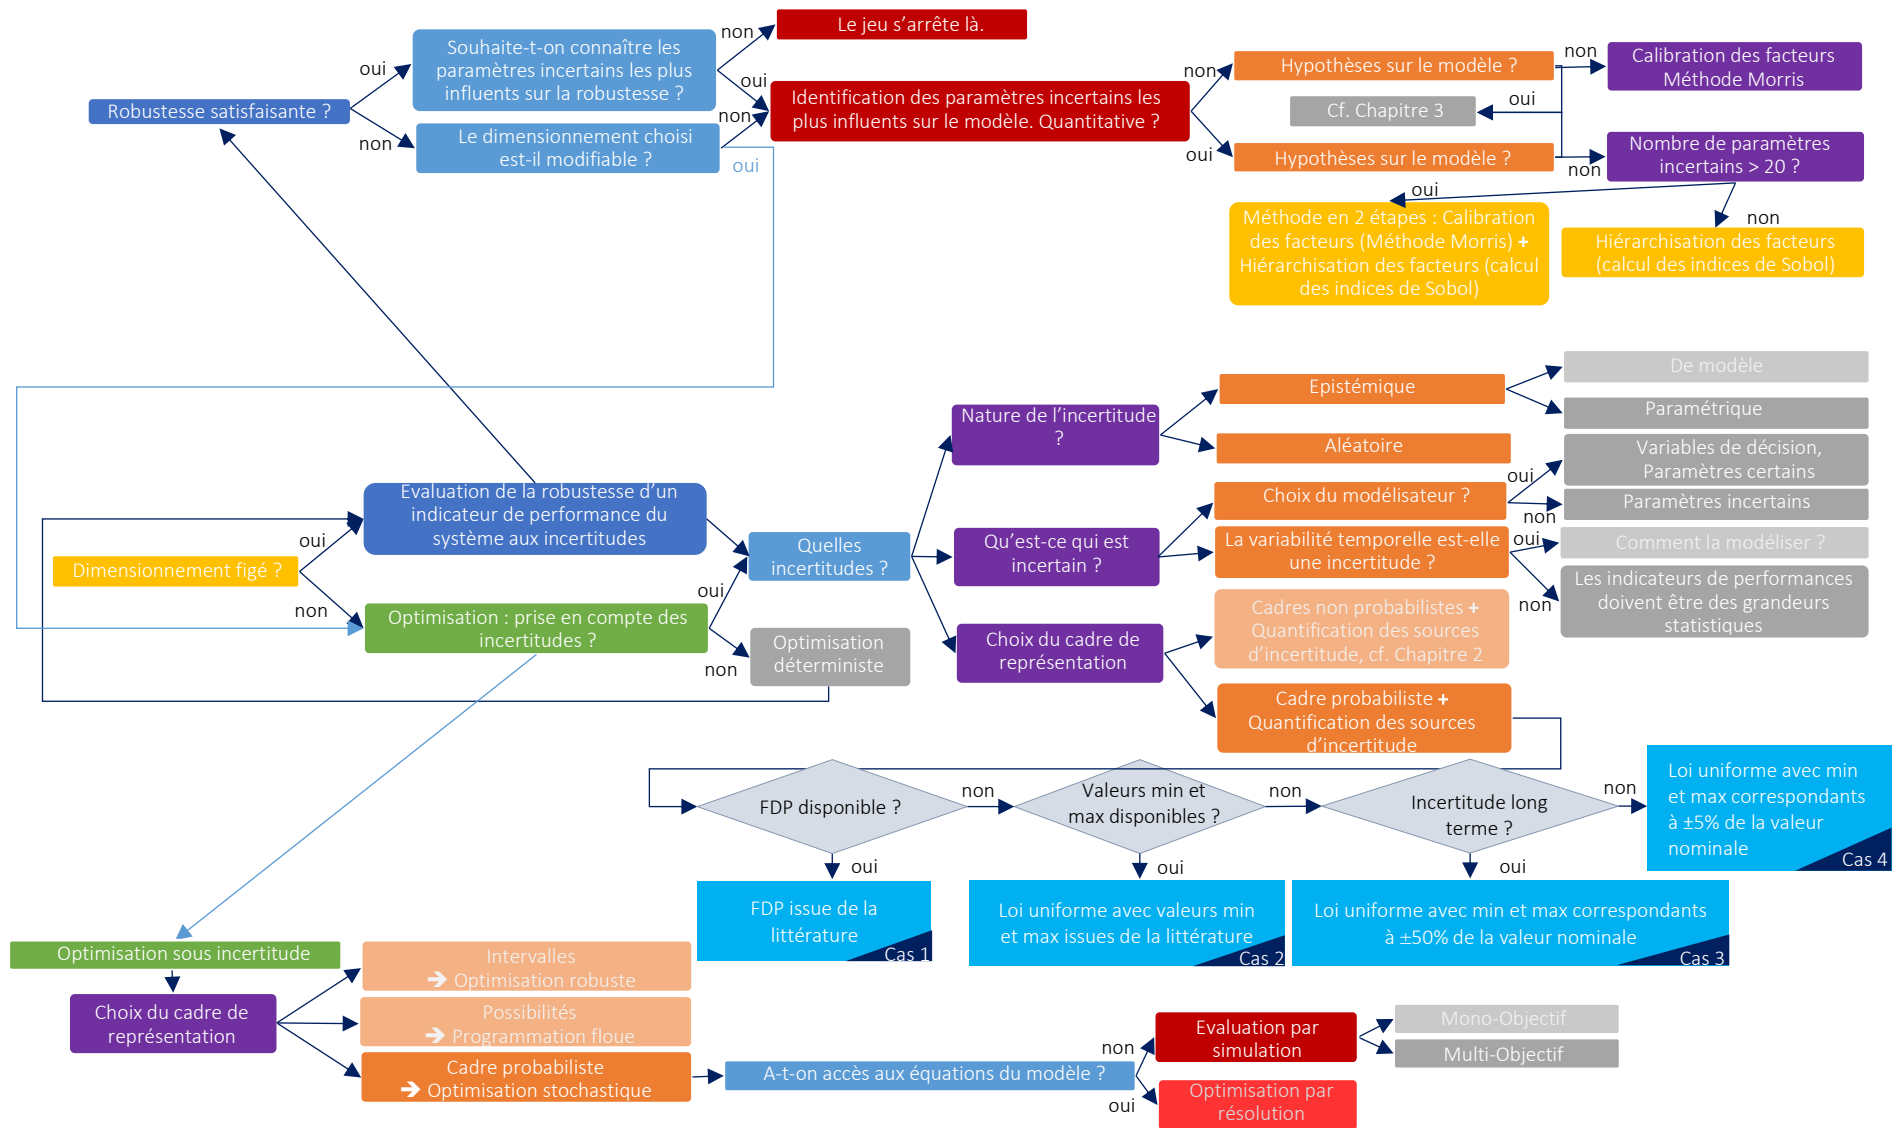 Le jeu s’arrête là.
non
Souhaite-t-on connaître les
paramètres incertains les plus
influents sur la robustesse ?
oui
oui
Robustesse satisfaisante ?
non
Le dimensionnement choisi
est-il modifiable ?
non
oui
Identification des paramètres incertains les
plus influents sur le modèle. Quantitative ?
non
Hypothèses sur le modèle ?
non
Calibration des facteurs
Méthode Morris
Cf. Chapitre 3
oui
oui
Hypothèses sur le modèle ?
non
Nombre de paramètres
incertains > 20 ?
oui
non
Méthode en 2 étapes : Calibration
des facteurs (Méthode Morris) +
Hiérarchisation des facteurs (calcul
des indices de Sobol)
Hiérarchisation des facteurs
(calcul des indices de Sobol)
Nature de l’incertitude
?
Epistémique
De modèle
Paramétrique
Aléatoire
Variables de décision,
Paramètres certains
Choix du modélisateur ?
oui
Paramètres incertains
non
Evaluation de la robustesse d’un
indicateur de performance du
système aux incertitudes
Quelles
incertitudes ?
Qu’est-ce qui est
incertain ?
La variabilité temporelle est-elle
une incertitude ?
oui
Comment la modéliser ?
non
Les indicateurs de performances
doivent être des grandeurs
statistiques
oui
Dimensionnement figé ?
non
Optimisation : prise en compte des
incertitudes ?
oui
non
Optimisation
déterministe
Choix du cadre de
représentation
Cadres non probabilistes +
Quantification des sources
d’incertitude, cf. Chapitre 2
Cadre probabiliste +
Quantification des sources
d’incertitude
FDP disponible ?
non
Valeurs min et
max disponibles ?
non
Incertitude long
terme ?
non
Loi uniforme avec min
et max correspondants
à ±5% de la valeur
nominale
Cas 4
oui
oui
oui
FDP issue de la
littérature
Cas 1
Loi uniforme avec valeurs min
et max issues de la littérature
Cas 2
Loi uniforme avec min et max correspondants
à ±50% de la valeur nominale
Cas 3
Optimisation sous incertitude
Choix du cadre de
représentation
Intervalles
➔ Optimisation robuste
Possibilités
➔ Programmation floue
Cadre probabiliste
➔ Optimisation stochastique
A-t-on accès aux équations du modèle ?
non
Evaluation par
simulation
Mono-Objectif
Multi-Objectif
oui
Optimisation par
résolution